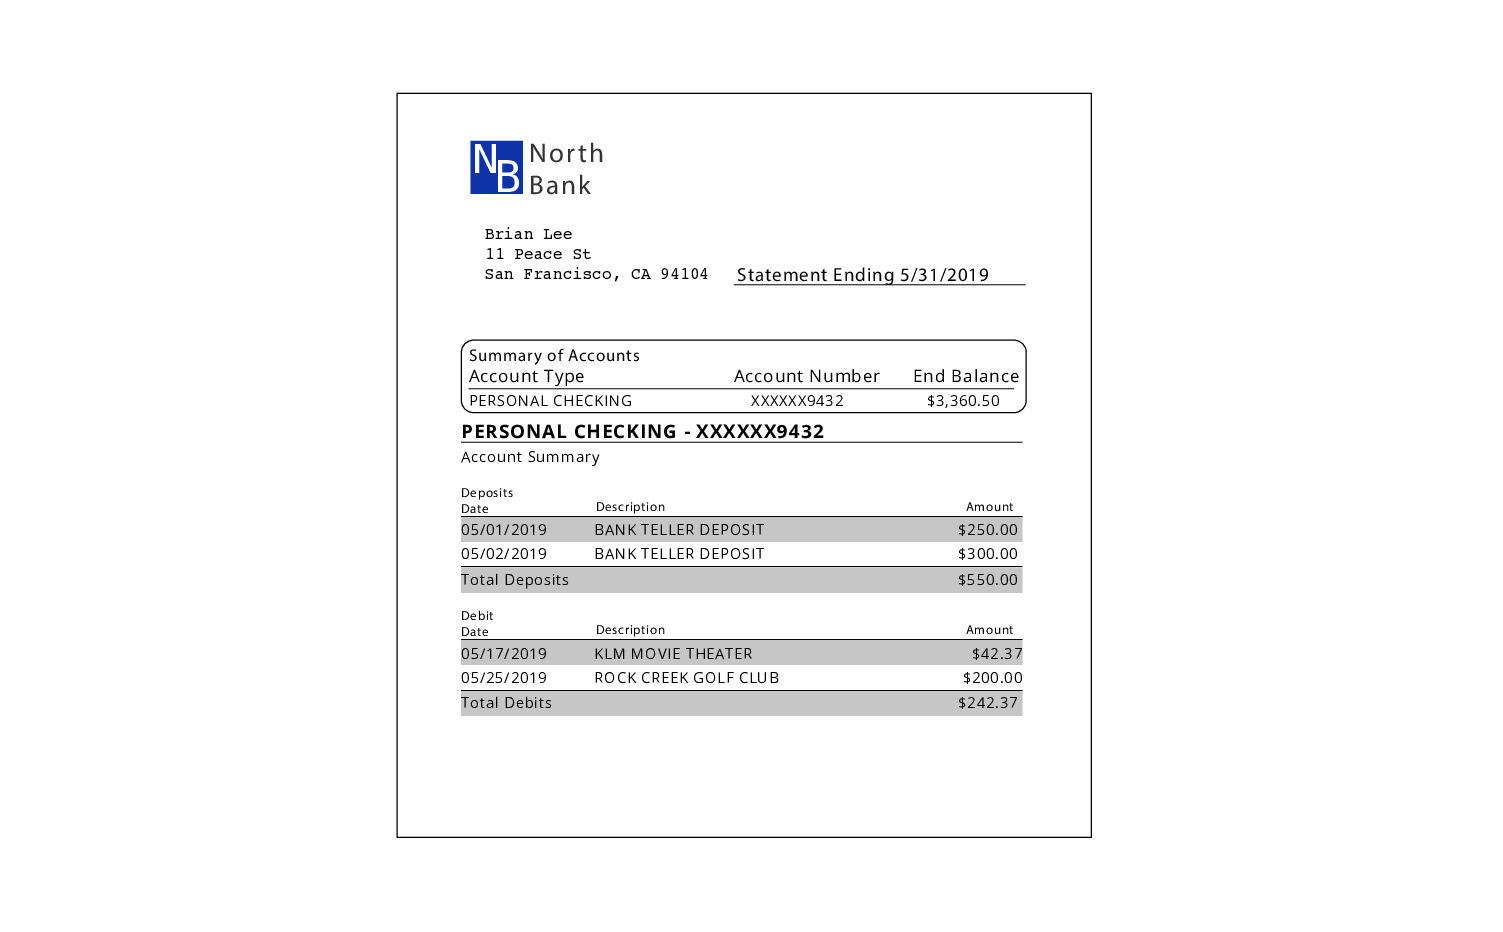 NB North
Bank
Brian Lee
11 Peace St
San Francisco, CA 94104 Statement Ending 5/31/2019
Summary of Accounts
Account Type Account Number End Balance
PERSONAL CHECKING XXXXXX9432 $3,360.50
PERSONAL CHECKING - XXXXXX9432
Account Summary
Deposits
Date Description Amount
05/01/2019 BANK TELLER DEPOSIT $250.00
05/02/2019 BANK TELLER DEPOSIT $300.00
Total Deposits $550.00
Debit
Date Description Amount
05/17/2019 KLM MOVIE THEATER $42.37
05/25/2019 ROCK CREEK GOLF CLUB $200.00
Total Debits $242.37